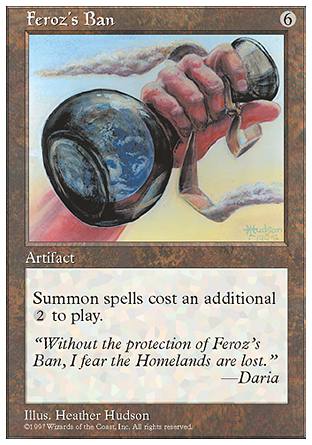 Feroz's Ban 6
Artifact
Summon spells cost an additional
2 to play.
"Without the protection of Feroz's
Ban, I fear the Homelands are lost."
—Daria
Illus. Heather Hudson
©1997 Wizards of the Coast, Inc. All rights reserved.